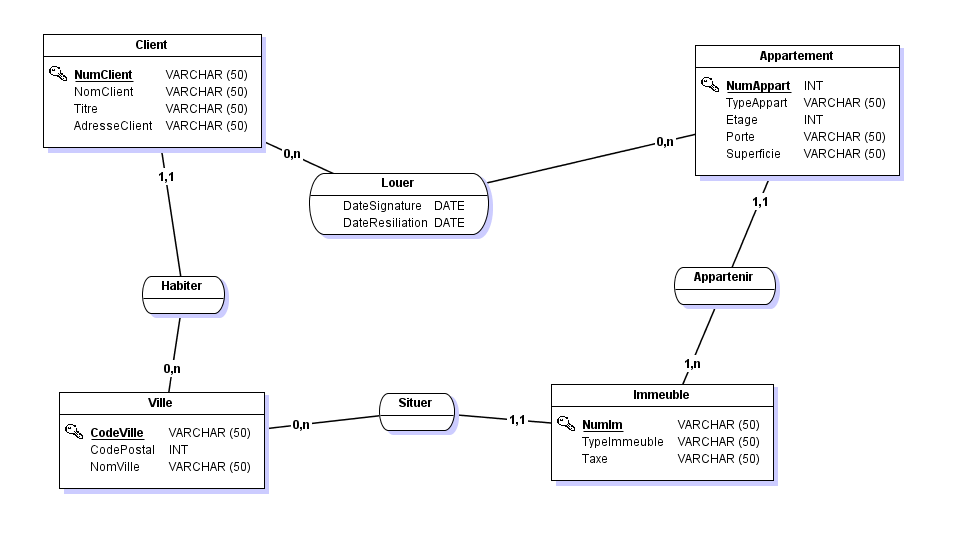 Client
NumClient VARCHAR (50)
NomClient VARCHAR (50)
Titre VARCHAR (50)
AdresseClient VARCHAR (50)
Appartement
NumAppart INT
TypeAppart VARCHAR (50)
Etage INT
Porte VARCHAR (50)
Superficie VARCHAR (50)
0,n
0,n
Louer
DateSignature DATE
DateResiliation DATE
1,1
1,1
Habiter
Appartenir
0,n
1,n
Ville
CodeVille VARCHAR (50)
CodePostal INT
NomVille VARCHAR (50)
0,n
Situer
1,1
Immeuble
NumIm VARCHAR (50)
TypeImmeuble VARCHAR (50)
Taxe VARCHAR (50)